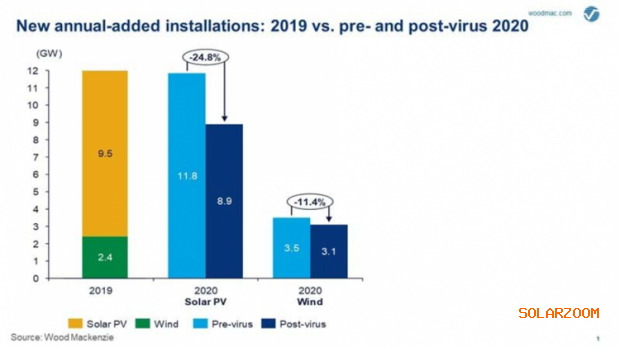 woodmac.com
New annual-added installations: 2019 vs. pre- and post-virus 2020
(GW)
12
11
10
9
8
7
6
5
4
3
2
1
0
9.5
2.4
-24.8%
11.8
8.9
-11.4%
3.5
3.1
2019
2020
Solar PV
2020
Wind
Solar PV
Wind
Pre-virus
Post-virus
SOLARZOOM
Source: Wood Mackenzie
1